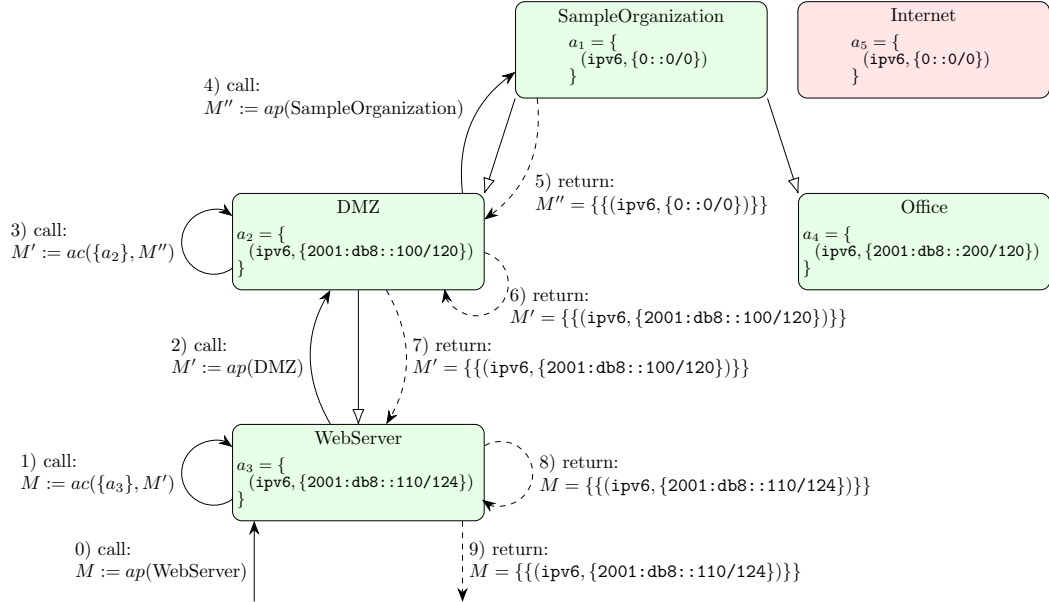 SampleOrganization
a₁ = {
(ipv6, {0::0/0})
}
Internet
a₅ = {
(ipv6, {0::0/0})
}
4) call:
M'' := ap(SampleOrganization)
5) return:
M'' = {{(ipv6, {0::0/0})}}
DMZ
a₂ = {
(ipv6, {2001:db8::100/120})
}
Office
a₄ = {
(ipv6, {2001:db8::200/120})
}
3) call:
M' := ac({a₂}, M'')
6) return:
M' = {{(ipv6, {2001:db8::100/120})}}
2) call:
M' := ap(DMZ)
7) return:
M' = {{(ipv6, {2001:db8::100/120})}}
WebServer
a₃ = {
(ipv6, {2001:db8::110/124})
}
1) call:
M := ac({a₃}, M')
8) return:
M = {{(ipv6, {2001:db8::110/124})}}
0) call:
M := ap(WebServer)
9) return:
M = {{(ipv6, {2001:db8::110/124})}}